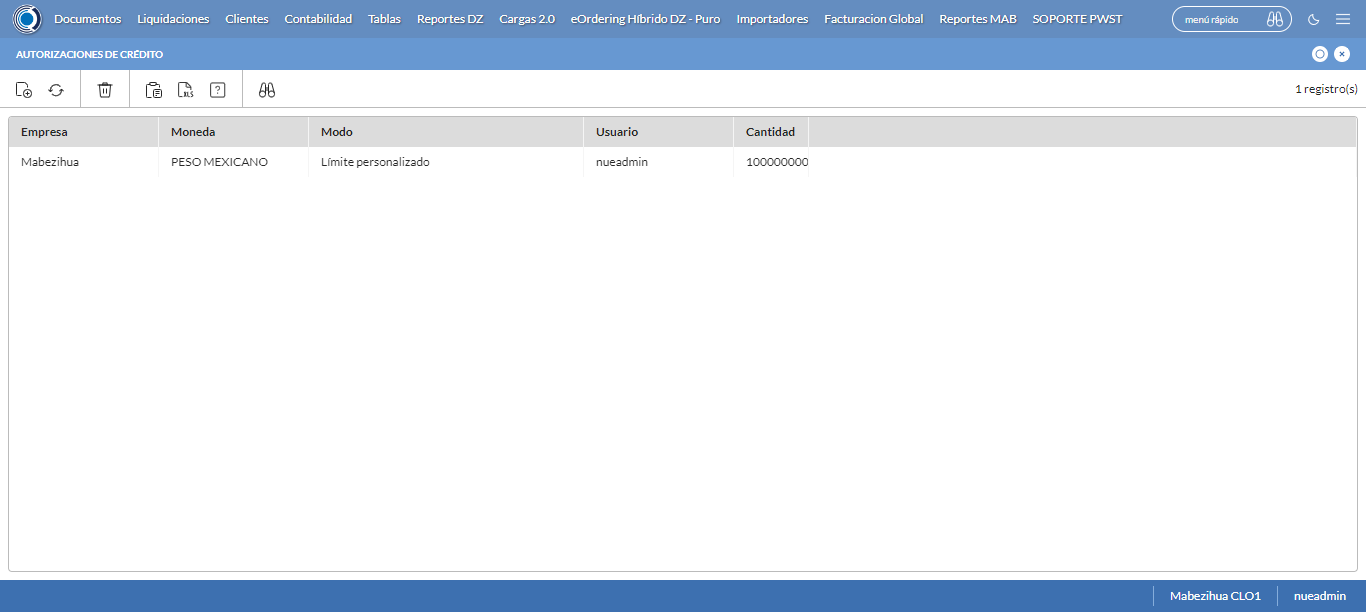 Documentos Liquidaciones Clientes Contabilidad Tablas Reportes DZ Cargas 2.0 eOrdering Híbrido DZ - Puro Importadores Facturacion Global Reportes MAB SOPORTE PWST menú rápido
AUTORIZACIONES DE CRÉDITO
XLS ? 1 registro(s)
Empresa Moneda Modo Usuario Cantidad
Mabezihua PESO MEXICANO Límite personalizado nueadmin 100000000
Mabezihua CLO1 nueadmin